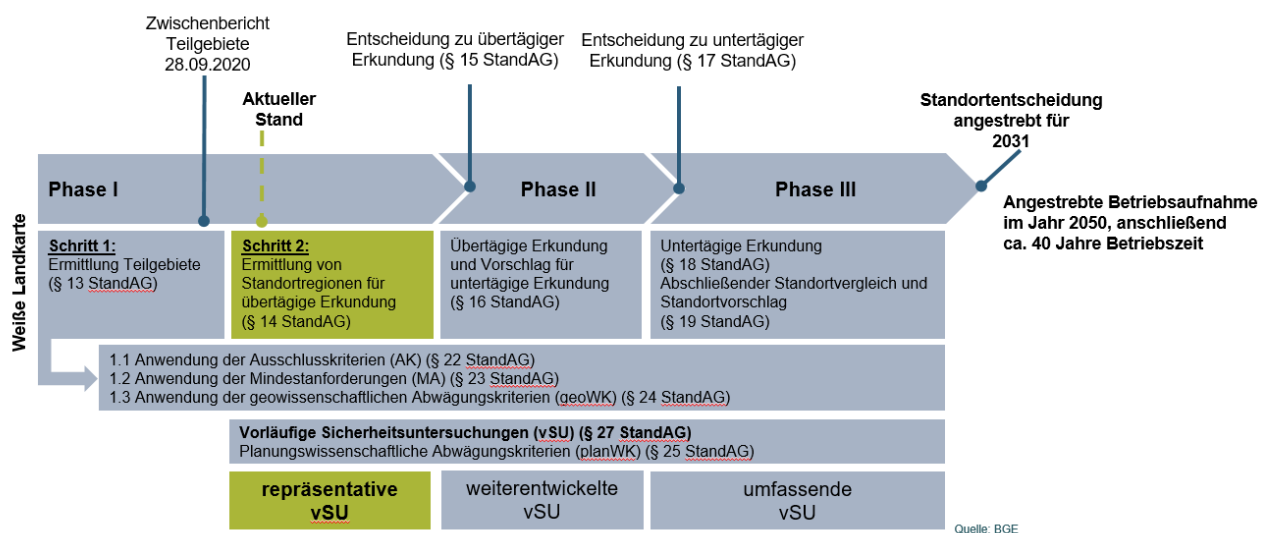 Zwischenbericht
Teilgebiete
28.09.2020
Aktueller
Stand
Entscheidung zu übertägiger
Erkundung (§ 15 StandAG)
Entscheidung zu untertägiger
Erkundung (§ 17 StandAG)
Standortentscheidung
angestrebt für
2031
Phase I
Phase II
Phase III
Angestrebte Betriebsaufnahme
im Jahr 2050, anschließend
ca. 40 Jahre Betriebszeit
Weiße Landkarte
Schritt 1:
Ermittlung Teilgebiete
(§ 13 StandAG)
Schritt 2:
Ermittlung von
Standortregionen für
übertägige Erkundung
(§ 14 StandAG)
Übertägige Erkundung
und Vorschlag für
untertägige Erkundung
(§ 16 StandAG)
Untertägige Erkundung
(§ 18 StandAG)
Abschließender Standortvergleich und
Standortvorschlag
(§ 19 StandAG)
1.1 Anwendung der Ausschlusskriterien (AK) (§ 22 StandAG)
1.2 Anwendung der Mindestanforderungen (MA) (§ 23 StandAG)
1.3 Anwendung der geowissenschaftlichen Abwägungskriterien (geoWK) (§ 24 StandAG)
Vorläufige Sicherheitsuntersuchungen (vSU) (§ 27 StandAG)
Planungswissenschaftliche Abwägungskriterien (planWK) (§ 25 StandAG)
repräsentative
vSU
weiterentwickelte
vSU
umfassende
vSU
Quelle: BGE